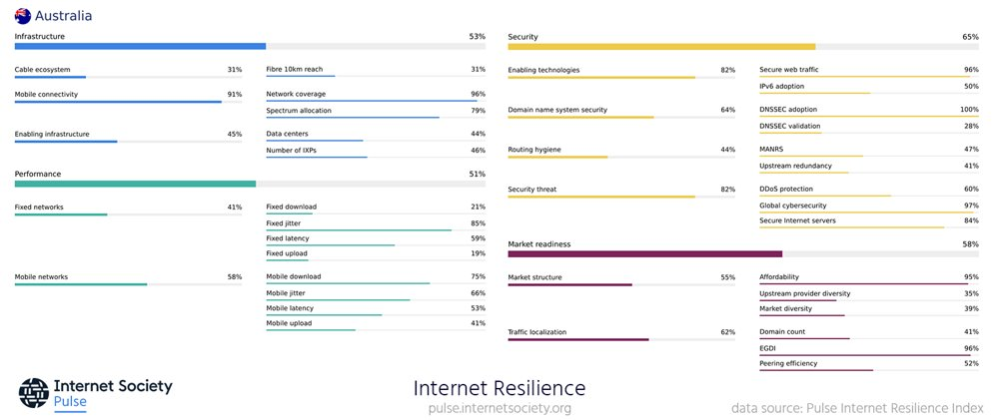 Australia
Infrastructure 53%
Cable ecosystem 31%
Fibre 10km reach 31%
Mobile connectivity 91%
Network coverage 96%
Spectrum allocation 79%
Enabling infrastructure 45%
Data centers 44%
Number of IXPs 46%
Performance 51%
Fixed networks 41%
Fixed download 21%
Fixed jitter 85%
Fixed latency 59%
Fixed upload 19%
Mobile networks 58%
Mobile download 75%
Mobile jitter 66%
Mobile latency 53%
Mobile upload 41%
Security 65%
Enabling technologies 82%
Secure web traffic 96%
IPv6 adoption 50%
Domain name system security 64%
DNSSEC adoption 100%
DNSSEC validation 28%
Routing hygiene 44%
MANRS 47%
Upstream redundancy 41%
Security threat 82%
DDoS protection 60%
Global cybersecurity 97%
Secure Internet servers 84%
Market readiness 58%
Market structure 55%
Affordability 95%
Upstream provider diversity 35%
Market diversity 39%
Traffic localization 62%
Domain count 41%
EGDI 96%
Peering efficiency 52%
Internet Society
Pulse
Internet Resilience
pulse.internetsociety.org
data source: Pulse Internet Resilience Index